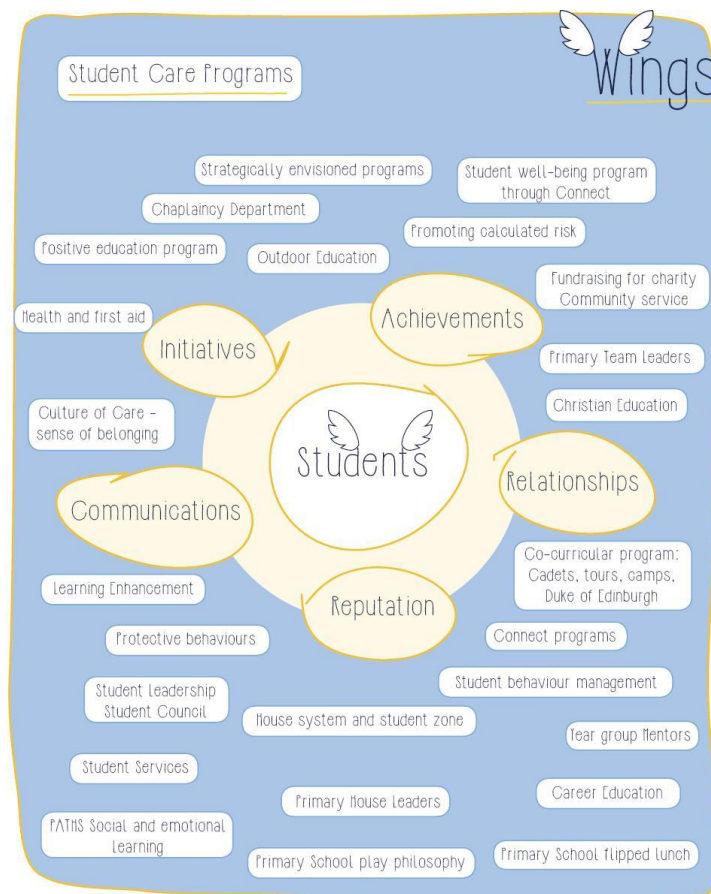 Student Care Programs
Wings
Strategically envisioned programs
Student well-being program
through Connect
Chaplaincy Department
Promoting calculated risk
Positive education program
Outdoor Education
Fundraising for charity
Community service
Health and first aid
Achievements
Initiatives
Primary Team leaders
Christian Education
Culture of Care -
sense of belonging
Students
Relationships
Communications
Co-curricular program:
Cadets, tours, camps,
Duke of Edinburgh
Learning Enhancement
Reputation
Protective behaviours
Connect programs
Student behaviour management
Student Leadership
Student Council
House system and student zone
Year group Mentors
Student Services
Primary House leaders
Career Education
PATHS Social and emotional
learning
Primary School play philosophy
Primary School flipped lunch